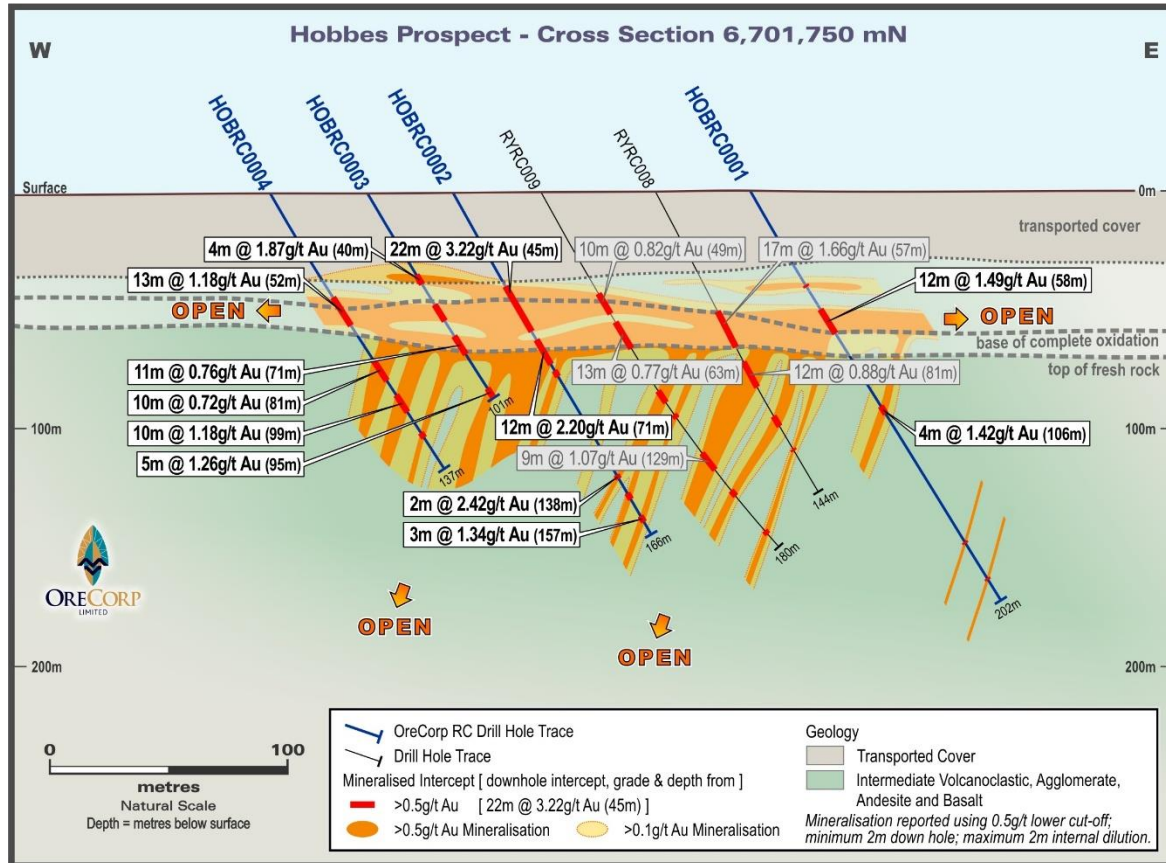 Hobbes Prospect - Cross Section 6,701,750 mN
W
E
HOBRC0004
HOBRC0003
HOBRC0002
RYRC009
RYRC008
HOBRC0001
Surface
0m
transported cover
4m @ 1.87g/t Au (40m)
22m @ 3.22g/t Au (45m)
10m @ 0.82g/t Au (49m)
17m @ 1.66g/t Au (57m)
13m @ 1.18g/t Au (52m)
12m @ 1.49g/t Au (58m)
OPEN
OPEN
base of complete oxidation
top of fresh rock
11m @ 0.76g/t Au (71m)
13m @ 0.77g/t Au (63m)
12m @ 0.88g/t Au (81m)
10m @ 0.72g/t Au (81m)
101m
100m
100m
10m @ 1.18g/t Au (99m)
12m @ 2.20g/t Au (71m)
4m @ 1.42g/t Au (106m)
5m @ 1.26g/t Au (95m)
137m
9m @ 1.07g/t Au (129m)
144m
2m @ 2.42g/t Au (138m)
3m @ 1.34g/t Au (157m)
166m
180m
202m
ORECORP
LIMITED
OPEN
OPEN
200m
200m
0 100
metres
Natural Scale
Depth = metres below surface
OreCorp RC Drill Hole Trace
Drill Hole Trace
Mineralised Intercept [ downhole intercept, grade & depth from ]
>0.5g/t Au [ 22m @ 3.22g/t Au (45m) ]
>0.5g/t Au Mineralisation >0.1g/t Au Mineralisation
Geology
Transported Cover
Intermediate Volcanoclastic, Agglomerate,
Andesite and Basalt
Mineralisation reported using 0.5g/t lower cut-off;
minimum 2m down hole; maximum 2m internal dilution.